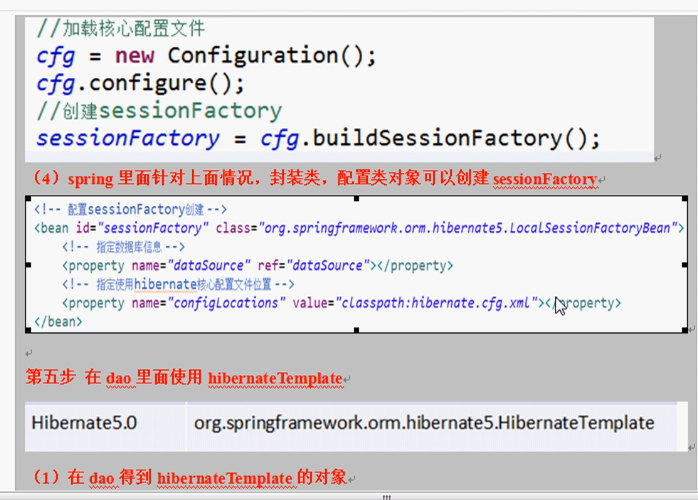 //加载核心配置文件
cfg = new Configuration();
cfg.configure();
//创建sessionFactory
sessionFactory = cfg.buildSessionFactory();
（4）spring 里面针对上面情况，封装类，配置类对象可以创建 sessionFactory
<!-- 配置sessionFactory创建 -->
<bean id="sessionFactory" class="org.springframework.orm.hibernate5.LocalSessionFactoryBean">
<!-- 指定数据库信息 -->
<property name="dataSource" ref="dataSource"></property>
<!-- 指定使用hibernate核心配置文件位置 -->
<property name="configLocations" value="classpath:hibernate.cfg.xml"></property>
</bean>
第五步 在 dao 里面使用 hibernateTemplate
Hibernate5.0 org.springframework.orm.hibernate5.HibernateTemplate
（1）在 dao 得到 hibernateTemplate 的对象